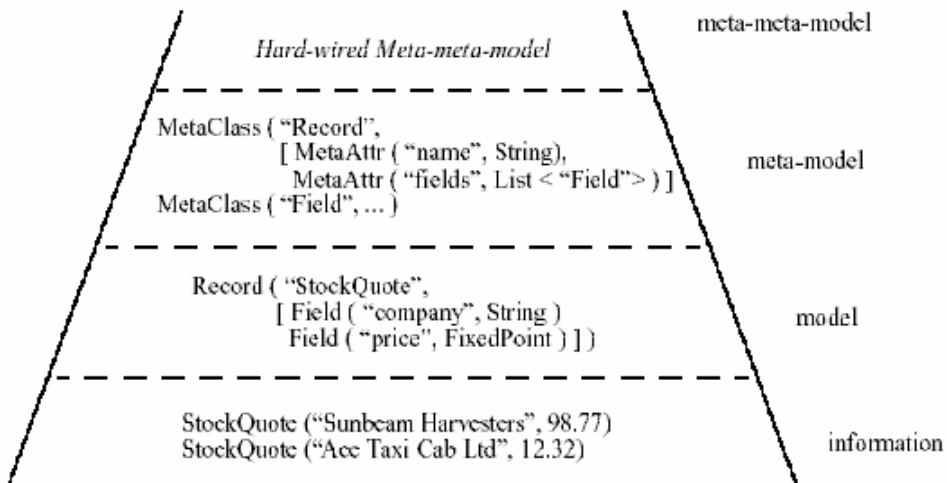 meta-meta-model
Hard-wired Meta-meta-model
MetaClass ( “Record”,
[ MetaAttr ( “name”, String),
MetaAttr ( “fields”, List < “Field”> ) ]
MetaClass ( “Field”, ... )
meta-model
Record ( “StockQuote”,
[ Field ( “company”, String )
Field ( “price”, FixedPoint ) ] )
model
StockQuote (“Sunbeam Harvesters”, 98.77)
StockQuote (“Ace Taxi Cab Ltd”, 12.32)
information